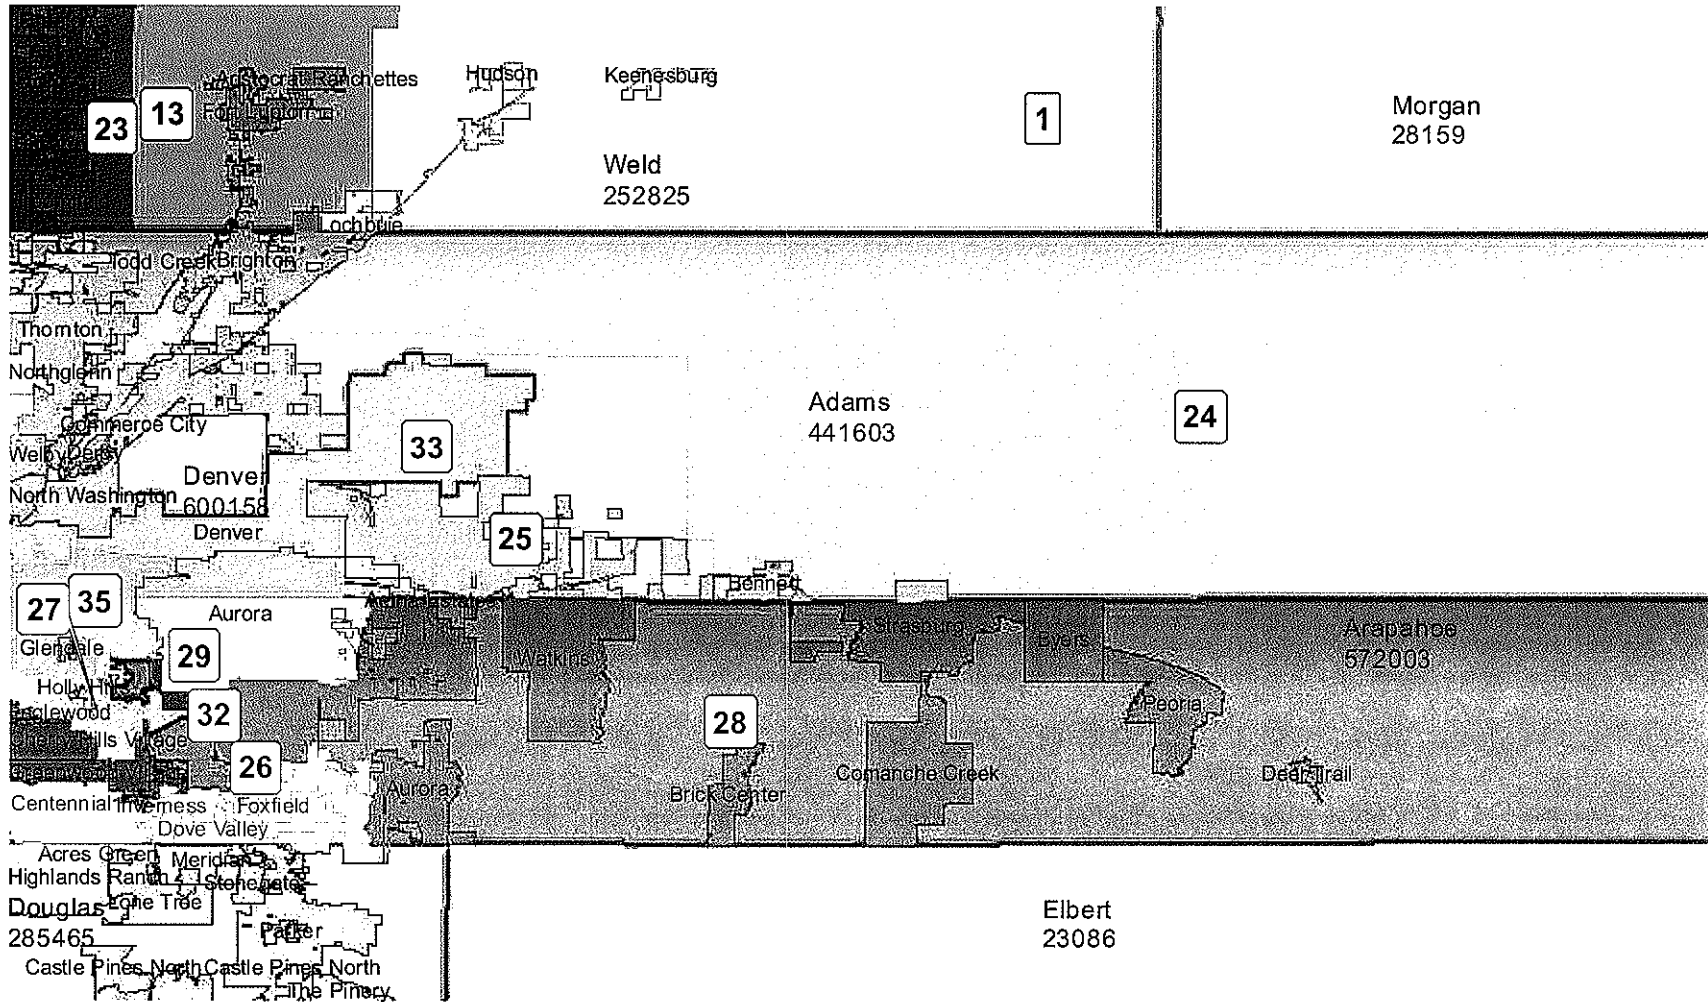 Aristocrat Ranchettes
Hudson
Keenesburg
13
23
Fort Lupton
1
Morgan
28159
Weld
252825
Lochbuie
Todd Creek
Brighton
Thornton
Northglenn
Adams
441603
24
Commerce City
33
Welby
Derby
Denver
600158
North Washington
Denver
25
Bennett
27
35
Aurora
Aetna Estates
Strasburg
Byers
Arapahoe
572003
Glendale
29
Watkins
Holly Hills
Englewood
32
28
Peoria
Cherry Hills Village
26
Greenwood Village
Comanche Creek
Deer Trail
Aurora
Brick Center
Centennial
Inverness
Foxfield
Dove Valley
Acres Green
Meridian
Highlands Ranch
Stonegate
Lone Tree
Douglas
285465
Elbert
23086
Parker
Castle Pines North
Castle Pines North
The Pinery